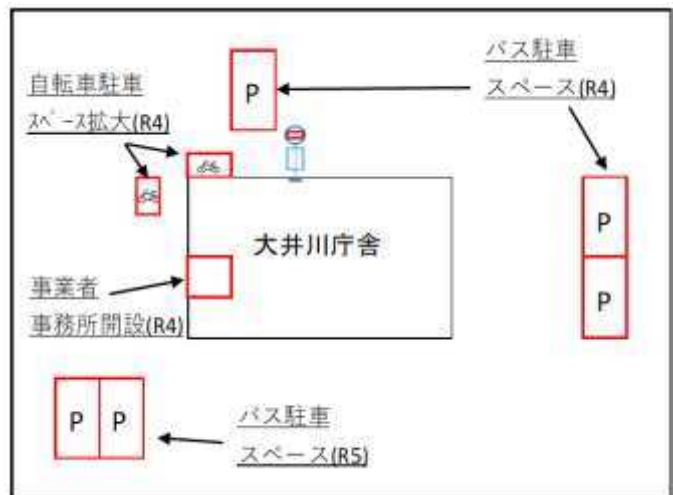 バス駐車
スペース(R4)
自転車駐車
ｽﾍﾟｰｽ拡大(R4)
P
大井川庁舎
P
P
事業者
事務所開設(R4)
P P
バス駐車
スペース(R5)